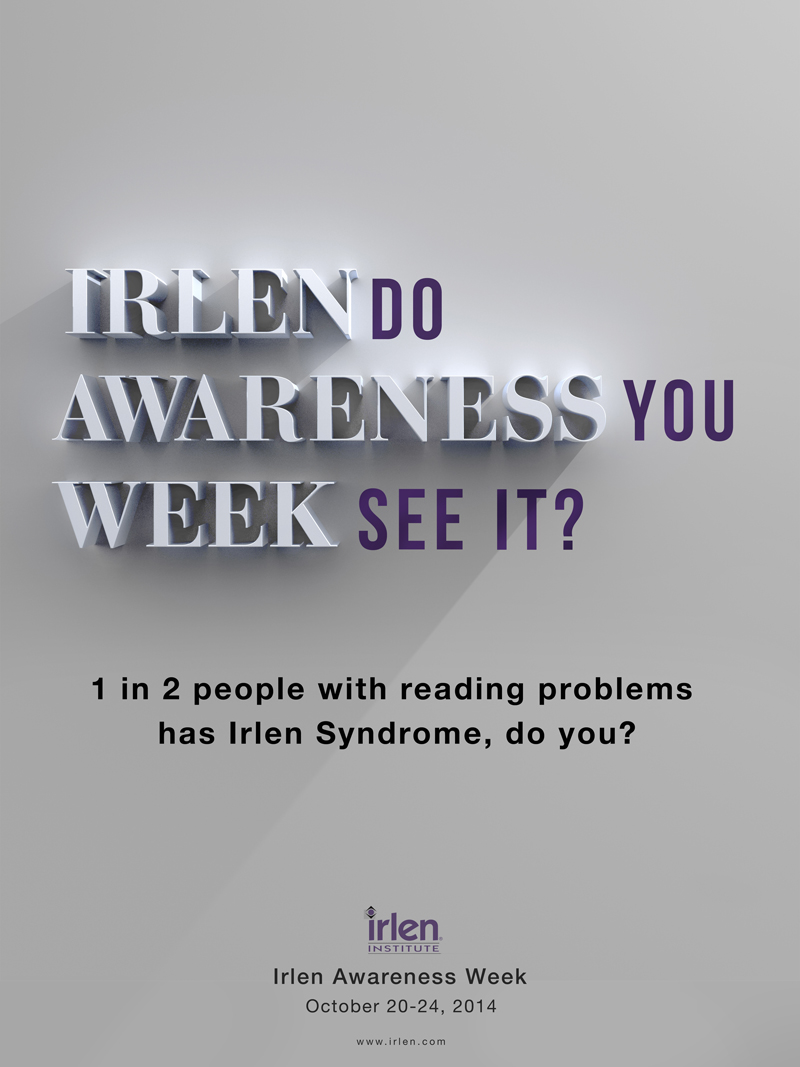 IRLEN DO
AWARENESS YOU
WEEK SEE IT?
1 in 2 people with reading problems
has Irlen Syndrome, do you?
irlen
INSTITUTE
Irlen Awareness Week
October 20-24, 2014
www.irlen.com